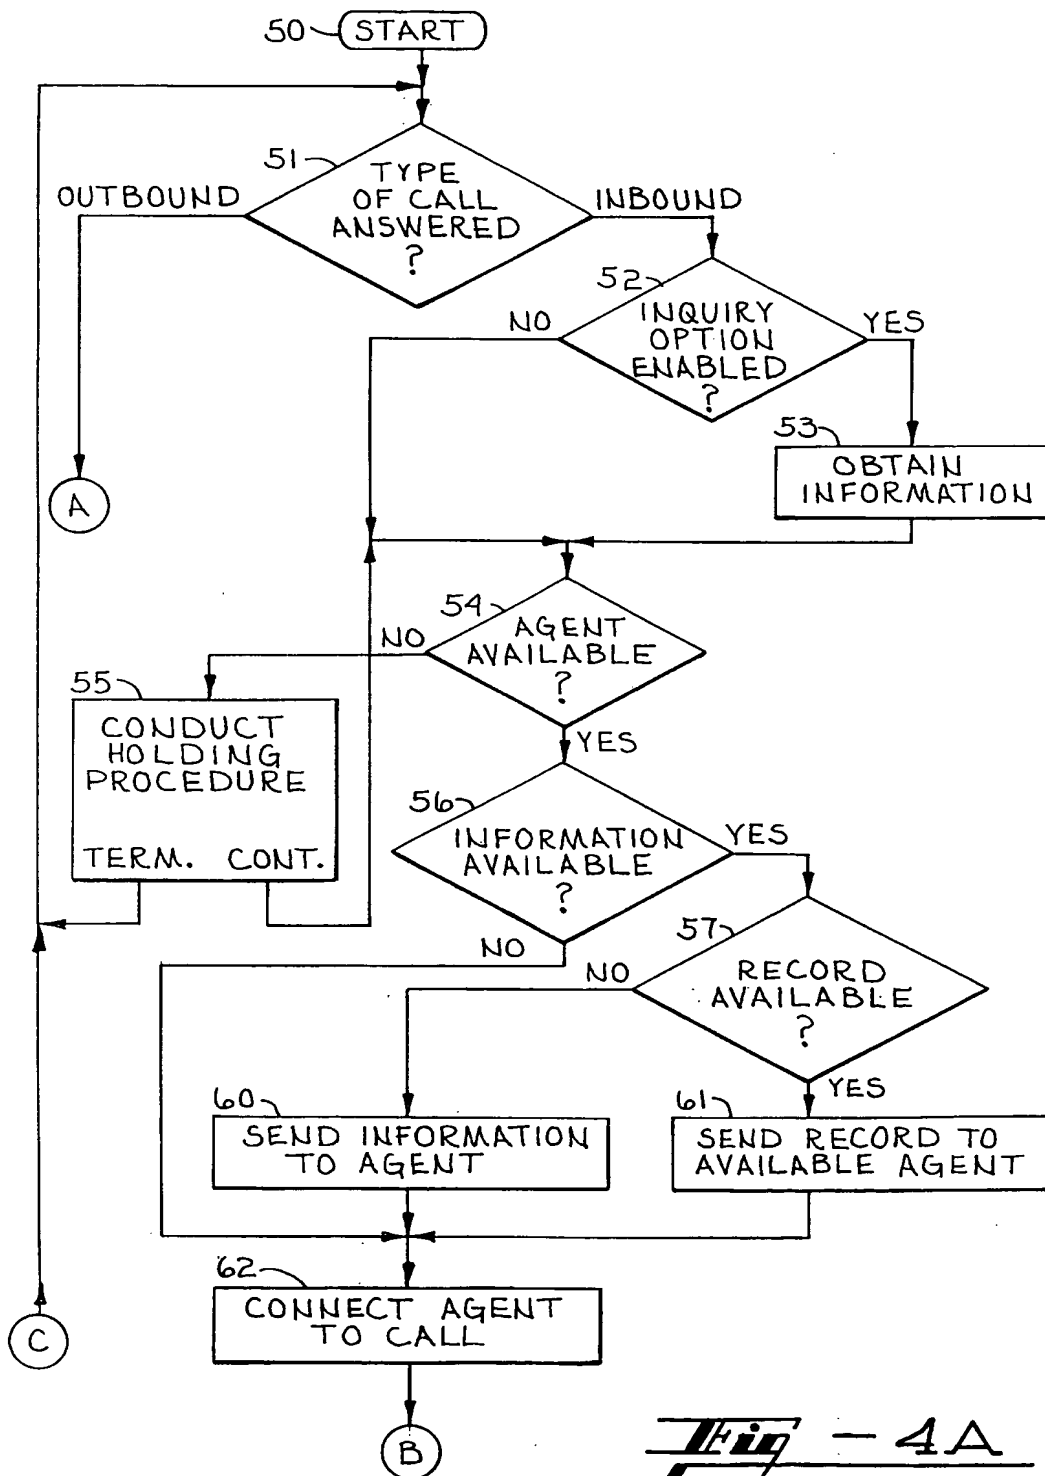 50 START
51 TYPE
OF CALL
ANSWERED
?
OUTBOUND
INBOUND
52 INQUIRY
OPTION
ENABLED
?
NO
YES
53
OBTAIN
INFORMATION
A
54 AGENT
AVAILABLE
?
NO
YES
55
CONDUCT
HOLDING
PROCEDURE
TERM. CONT.
56
INFORMATION
AVAILABLE
?
YES
NO
57
RECORD
AVAILABLE
?
NO
YES
60
SEND INFORMATION
TO AGENT
61
SEND RECORD TO
AVAILABLE AGENT
62
CONNECT AGENT
TO CALL
C
B
Fig - 4A